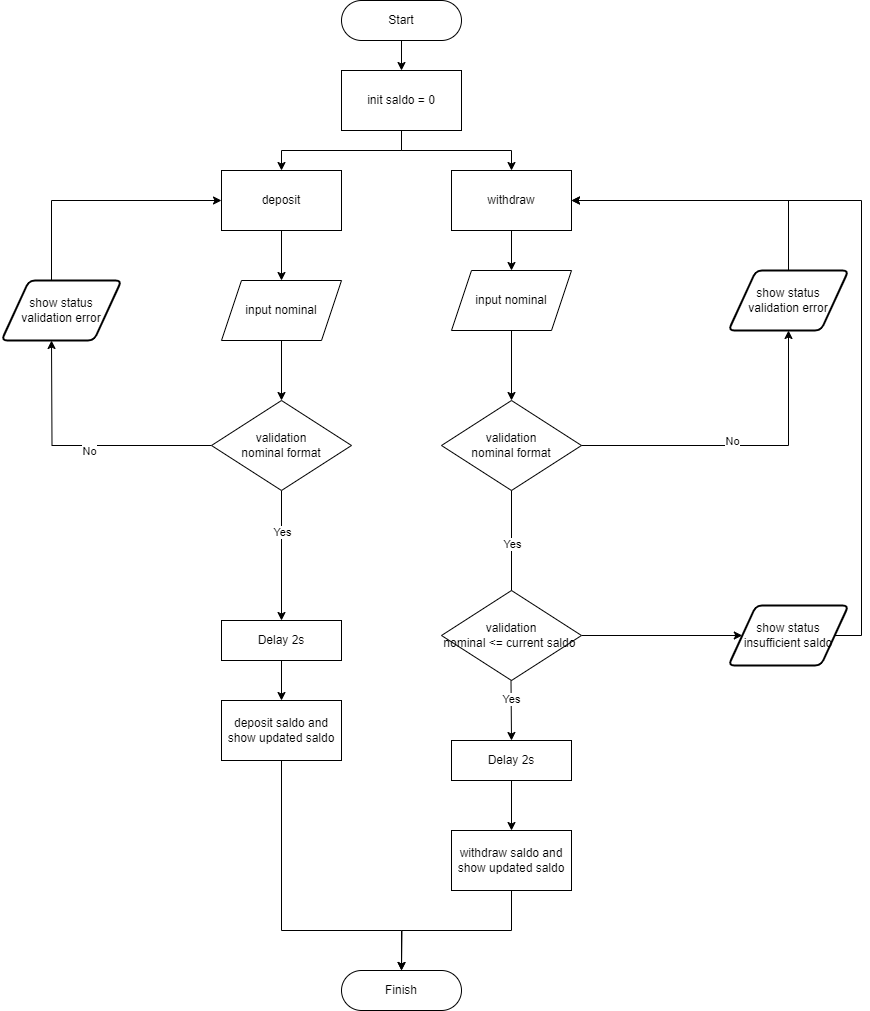 Start
init saldo = 0
deposit
withdraw
show status
validation error
input nominal
input nominal
show status
validation error
validation
nominal format
No
validation
nominal format
No
Yes
Yes
Delay 2s
validation
nominal <= current saldo
show status
insufficient saldo
deposit saldo and
show updated saldo
Yes
Delay 2s
withdraw saldo and
show updated saldo
Finish